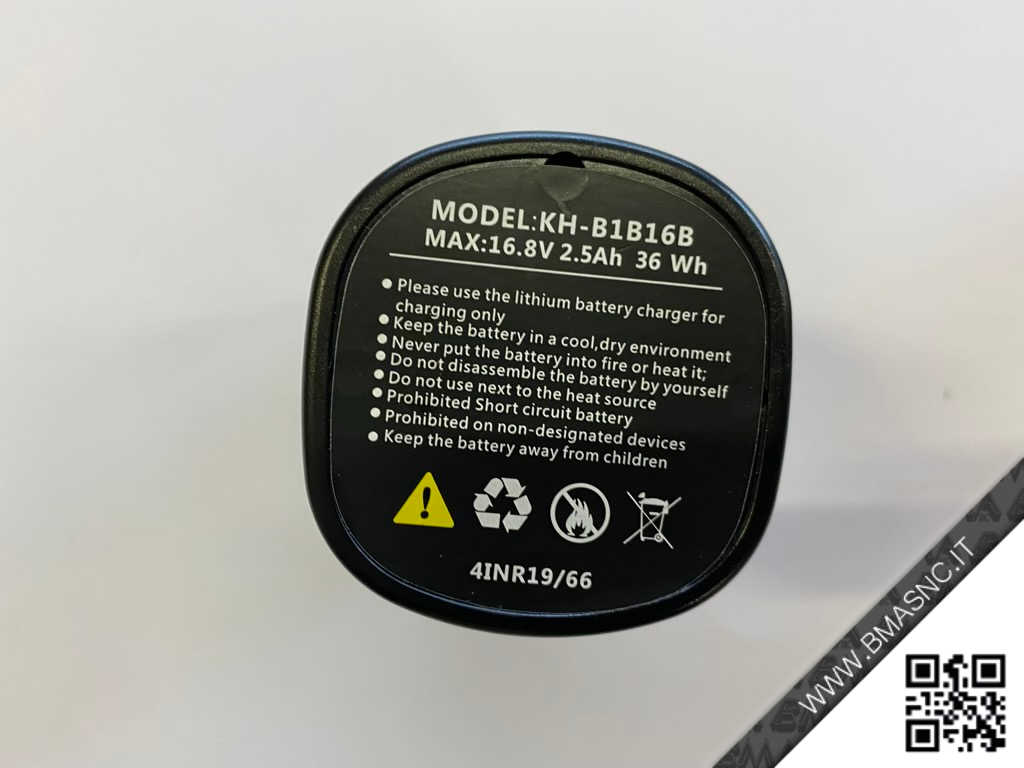 MODEL:KH-B1B16B
MAX:16.8V 2.5Ah 36 Wh
● Please use the lithium battery charger for
charging only
● Keep the battery in a cool,dry environment
● Never put the battery into fire or heat it;
● Do not disassemble the battery by yourself
● Do not use next to the heat source
● Prohibited Short circuit battery
● Prohibited on non-designated devices
● Keep the battery away from children
4INR19/66
WWW.BMASNC.IT